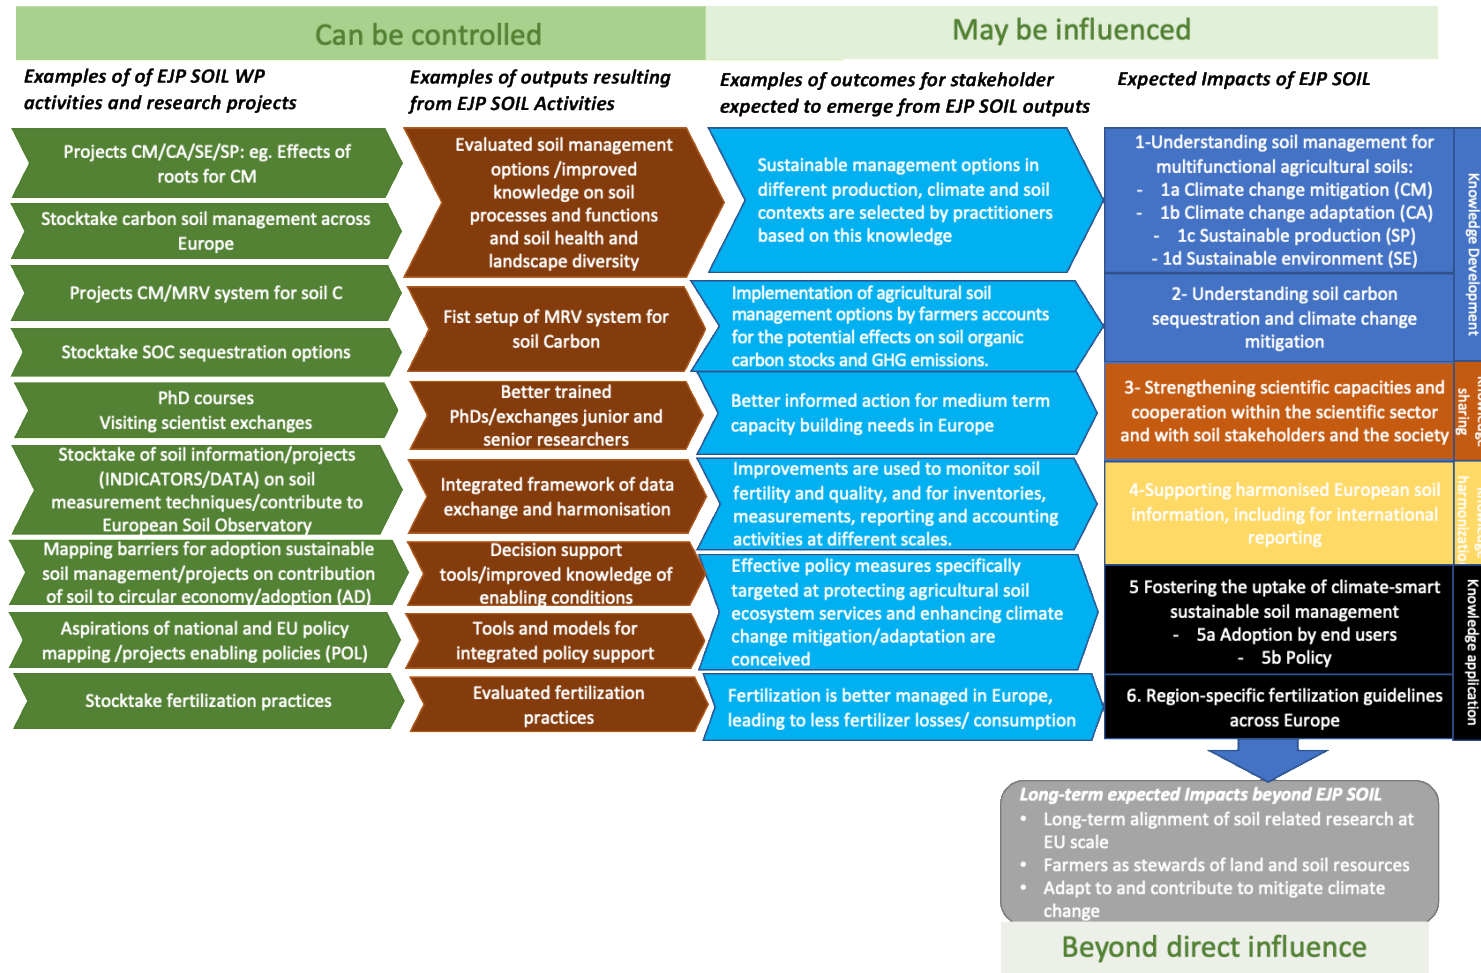 Can be controlled
May be influenced
Examples of of EJP SOIL WP
activities and research projects
Examples of outputs resulting
from EJP SOIL Activities
Examples of outcomes for stakeholder
expected to emerge from EJP SOIL outputs
Expected Impacts of EJP SOIL
Projects CM/CA/SE/SP: eg. Effects of
roots for CM
Stocktake carbon soil management across
Europe
Projects CM/MRV system for soil C
Stocktake SOC sequestration options
PhD courses
Visiting scientist exchanges
Stocktake of soil information/projects
(INDICATORS/DATA) on soil
measurement techniques/contribute to
European Soil Observatory
Mapping barriers for adoption sustainable
soil management/projects on contribution
of soil to circular economy/adoption (AD)
Aspirations of national and EU policy
mapping /projects enabling policies (POL)
Stocktake fertilization practices
Evaluated soil management
options /improved
knowledge on soil
processes and functions
and soil health and
landscape diversity
Fist setup of MRV system for
soil Carbon
Better trained
PhDs/exchanges junior and
senior researchers
Integrated framework of data
exchange and harmonisation
Decision support
tools/improved knowledge of
enabling conditions
Tools and models for
integrated policy support
Evaluated fertilization
practices
Sustainable management options in
different production, climate and soil
contexts are selected by practitioners
based on this knowledge
Implementation of agricultural soil
management options by farmers accounts
for the potential effects on soil organic
carbon stocks and GHG emissions.
Better informed action for medium term
capacity building needs in Europe
Improvements are used to monitor soil
fertility and quality, and for inventories,
measurements, reporting and accounting
activities at different scales.
Effective policy measures specifically
targeted at protecting agricultural soil
ecosystem services and enhancing climate
change mitigation/adaptation are
conceived
Fertilization is better managed in Europe,
leading to less fertilizer losses/ consumption
1-Understanding soil management for
multifunctional agricultural soils:
- 1a Climate change mitigation (CM)
- 1b Climate change adaptation (CA)
- 1c Sustainable production (SP)
- 1d Sustainable environment (SE)
2- Understanding soil carbon
sequestration and climate change
mitigation
3- Strengthening scientific capacities and
cooperation within the scientific sector
and with soil stakeholders and the society
4-Supporting harmonised European soil
information, including for international
reporting
5 Fostering the uptake of climate-smart
sustainable soil management
- 5a Adoption by end users
- 5b Policy
6. Region-specific fertilization guidelines
across Europe
Knowledge Development
sharing
Knowledge application
Long-term expected Impacts beyond EJP SOIL
• Long-term alignment of soil related research at
EU scale
• Farmers as stewards of land and soil resources
• Adapt to and contribute to mitigate climate
change
Beyond direct influence